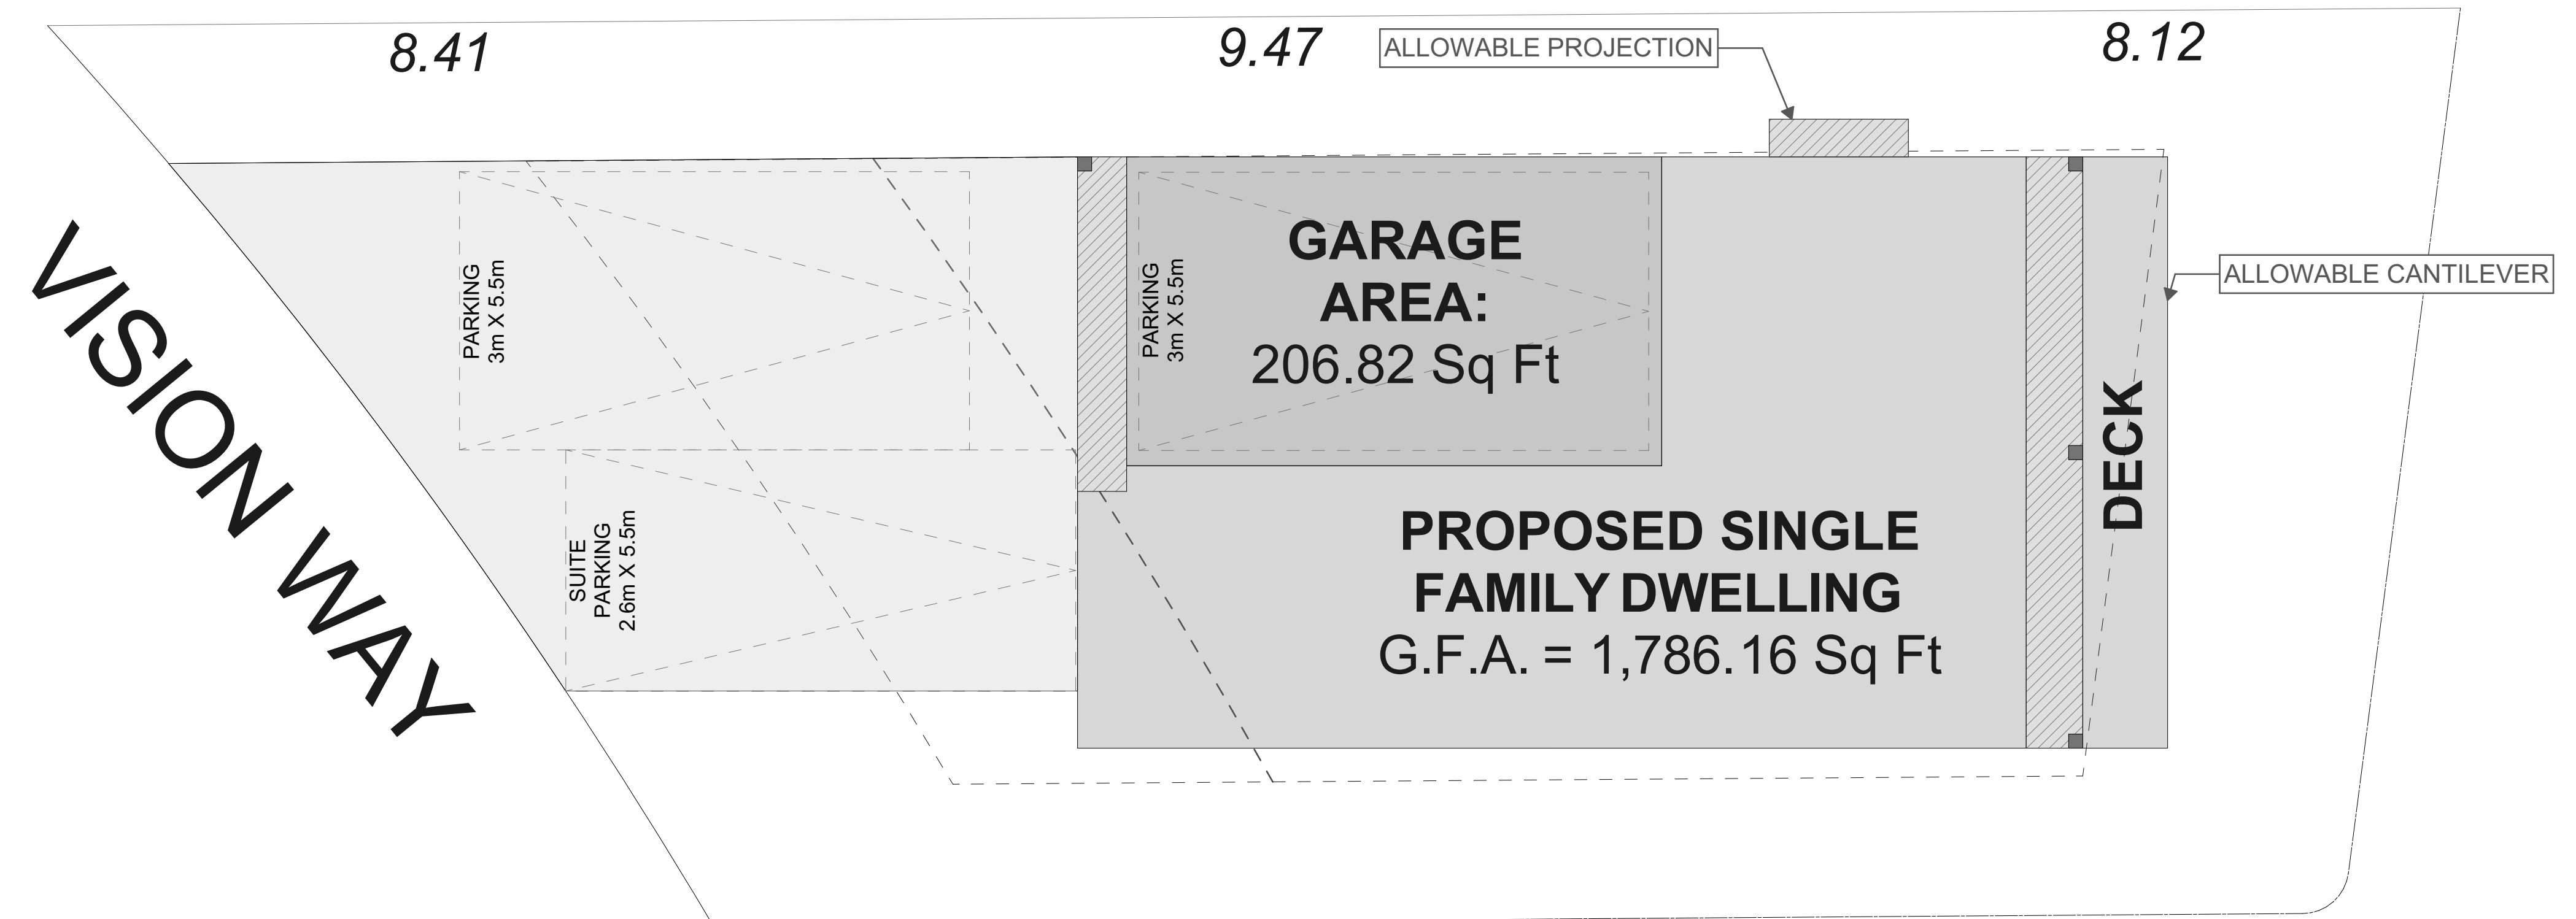 8.41
9.47
8.12
ALLOWABLE PROJECTION
ALLOWABLE CANTILEVER
VISION WAY
PARKING
3m X 5.5m
SUITE
PARKING
2.6m X 5.5m
PARKING
3m X 5.5m
GARAGE
AREA:
206.82 Sq Ft
PROPOSED SINGLE
FAMILY DWELLING
G.F.A. = 1,786.16 Sq Ft
DECK